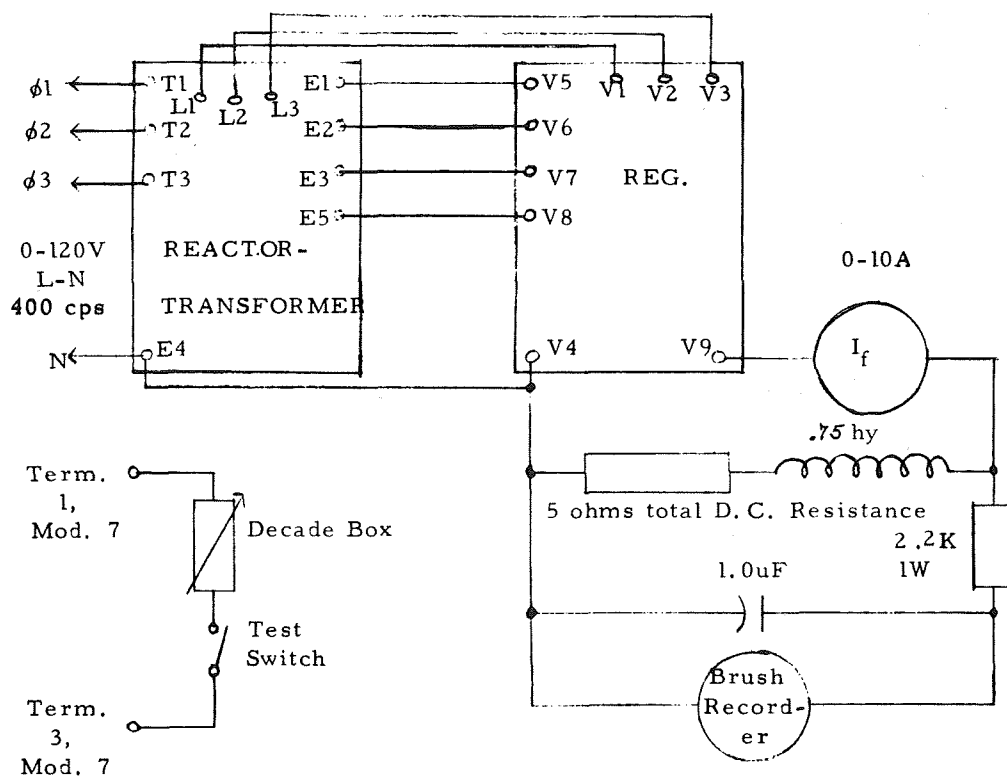 ϕ1
T1
L1
L2
L3
E1
V5
V1
V2
V3
ϕ2
T2
E2
V6
ϕ3
T3
E3
V7
REG.
E5
V8
0-120V
L-N
400 cps
REACTOR-
TRANSFORMER
0-10A
N
E4
V4
V9
If
.75 hy
5 ohms total D.C. Resistance
2.2K
1W
1.0uF
Term.
1,
Mod. 7
Decade Box
Test
Switch
Term.
3,
Mod. 7
Brush
Record-
er